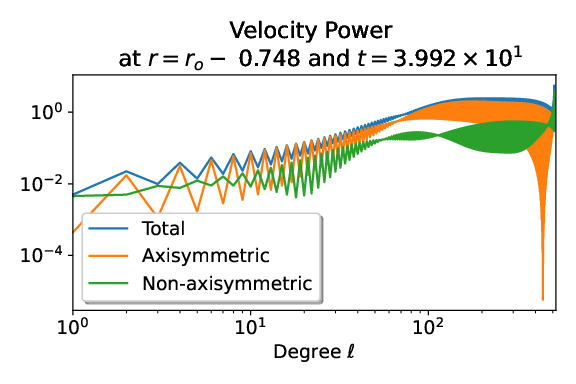 Velocity Power
at r = r_o − 0.748 and t = 3.992 × 10^1
10^0
10^−2
10^−4
Total
Axisymmetric
Non-axisymmetric
10^0 10^1 10^2
Degree ℓ